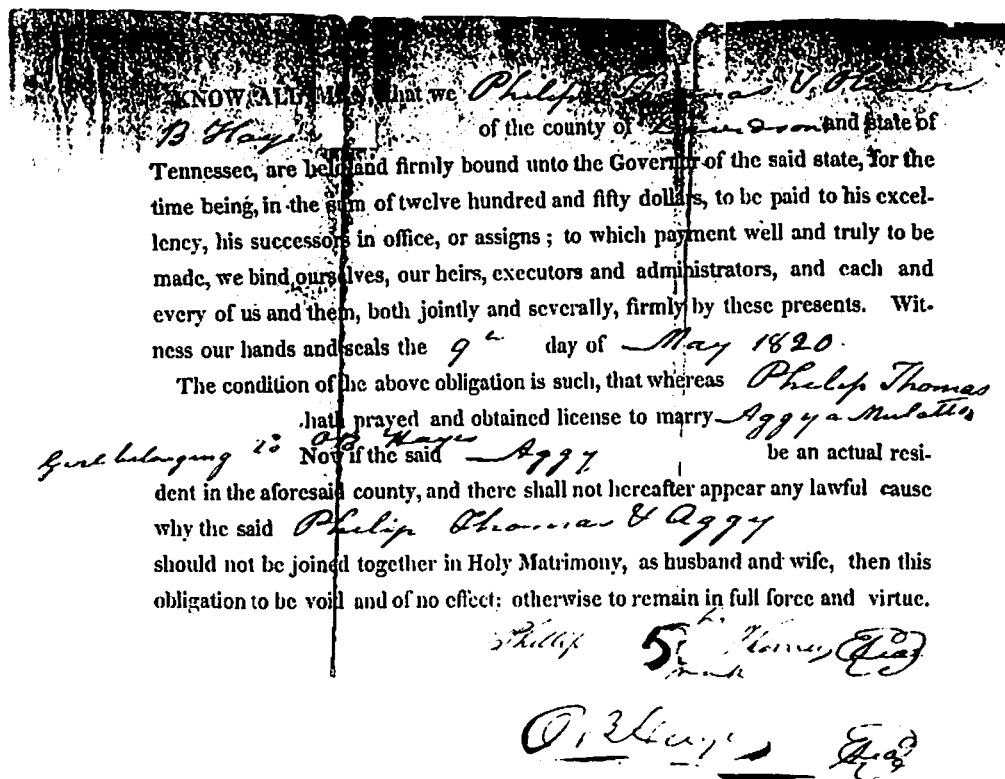 KNOW ALL MEN, that we Philip Thomas & Oliver
B Hayes of the county of Davidson and state of
Tennessee, are held and firmly bound unto the Governor of the said state, for the
time being, in the sum of twelve hundred and fifty dollars, to be paid to his excel-
lency, his successors in office, or assigns; to which payment well and truly to be
made, we bind ourselves, our heirs, executors and administrators, and each and
every of us and them, both jointly and severally, firmly by these presents. Wit-
ness our hands and seals the 9th day of May 1820.
The condition of the above obligation is such, that whereas Philip Thomas
hath prayed and obtained license to marry Aggy a Mulatto
Girl belonging to OB Hayes Now if the said Aggy be an actual resi-
dent in the aforesaid county, and there shall not hereafter appear any lawful cause
why the said Philip Thomas & Aggy
should not be joined together in Holy Matrimony, as husband and wife, then this
obligation to be void and of no effect: otherwise to remain in full force and virtue.
Phillip his mark Thomas Seal
O. B Hayes Seal